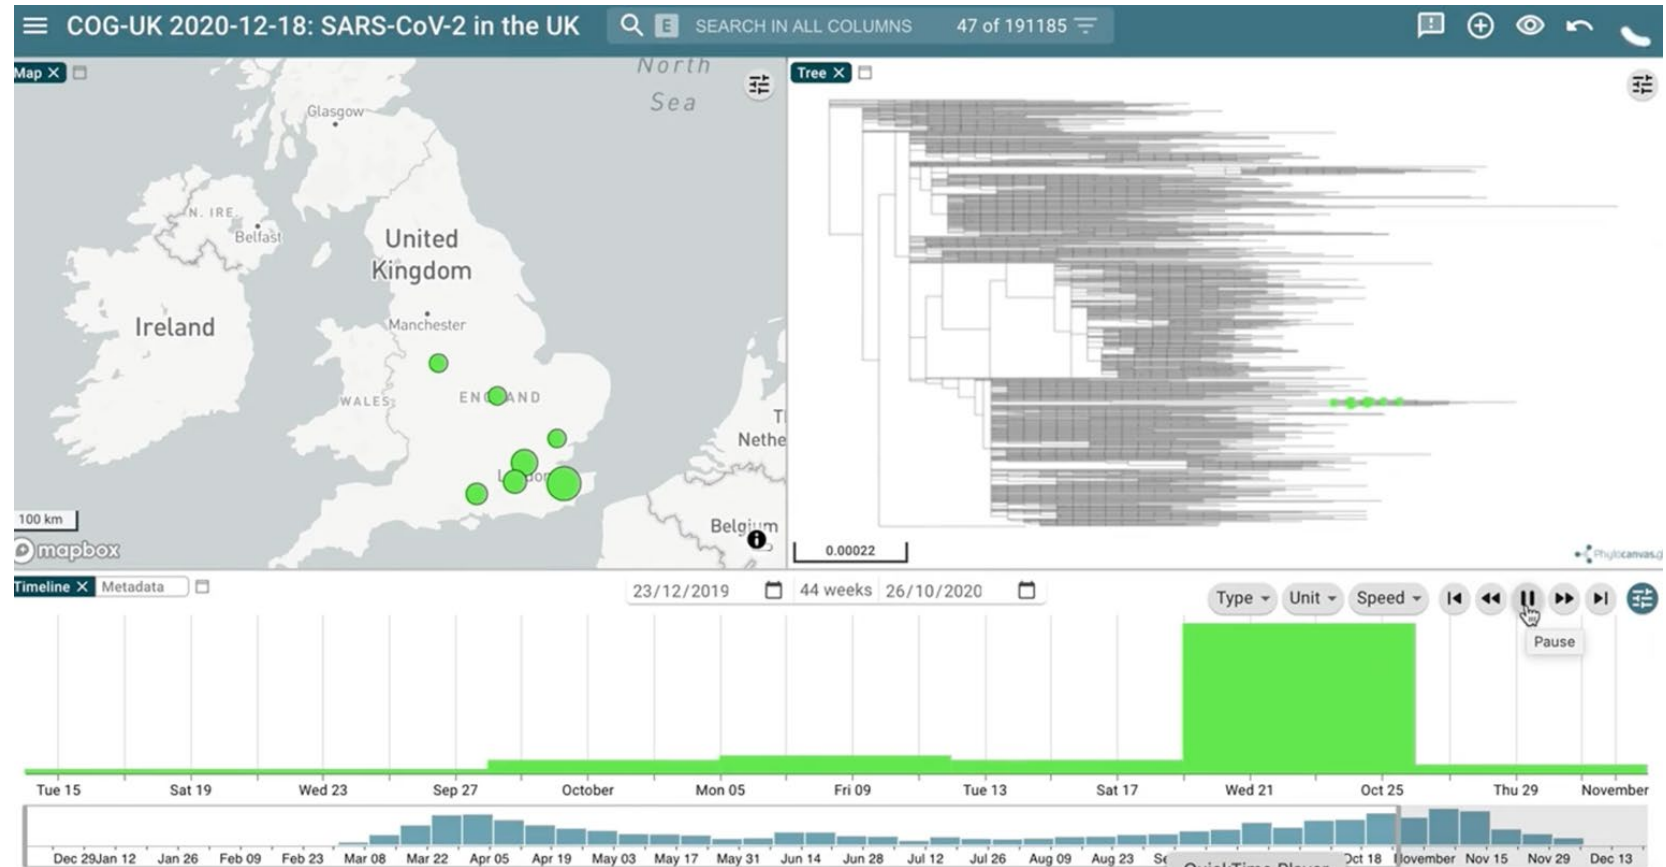 COG-UK 2020-12-18: SARS-CoV-2 in the UK
E SEARCH IN ALL COLUMNS 47 of 191185
Map
North
Sea
Glasgow
N. IRE.
Belfast
United
Kingdom
Ireland
Manchester
WALES
ENGLAND
London
Nethe
Belgium
100 km
mapbox
Tree
0.00022
Phylocanvas.g
Timeline Metadata
23/12/2019 44 weeks 26/10/2020
Type Unit Speed
Pause
Tue 15 Sat 19 Wed 23 Sep 27 October Mon 05 Fri 09 Tue 13 Sat 17 Wed 21 Oct 25 Thu 29 November
Dec 29 Jan 12 Jan 26 Feb 09 Feb 23 Mar 08 Mar 22 Apr 05 Apr 19 May 03 May 17 May 31 Jun 14 Jun 28 Jul 12 Jul 26 Aug 09 Aug 23 Se Oct 18 November Nov 15 Nov 29 Dec 13